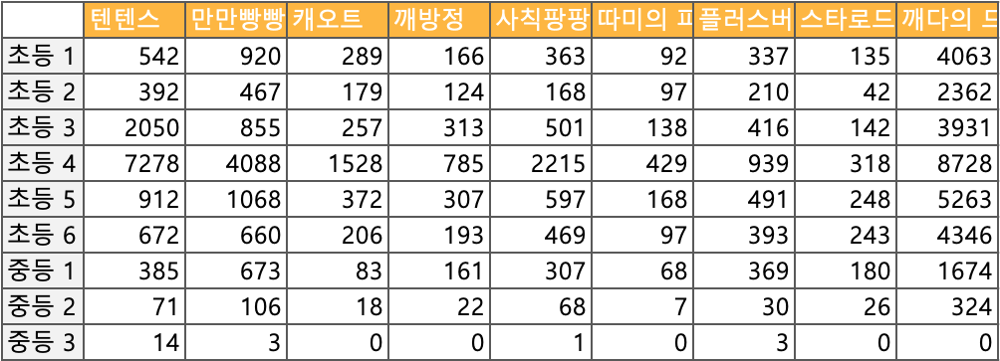 텐텐스 만만빵빵 캐오트 깨방정 사칙팡팡 따미의 플러스버 스타로드 깨다의
초등 1 542 920 289 166 363 92 337 135 4063
초등 2 392 467 179 124 168 97 210 42 2362
초등 3 2050 855 257 313 501 138 416 142 3931
초등 4 7278 4088 1528 785 2215 429 939 318 8728
초등 5 912 1068 372 307 597 168 491 248 5263
초등 6 672 660 206 193 469 97 393 243 4346
중등 1 385 673 83 161 307 68 369 180 1674
중등 2 71 106 18 22 68 7 30 26 324
중등 3 14 3 0 0 1 0 3 0 0